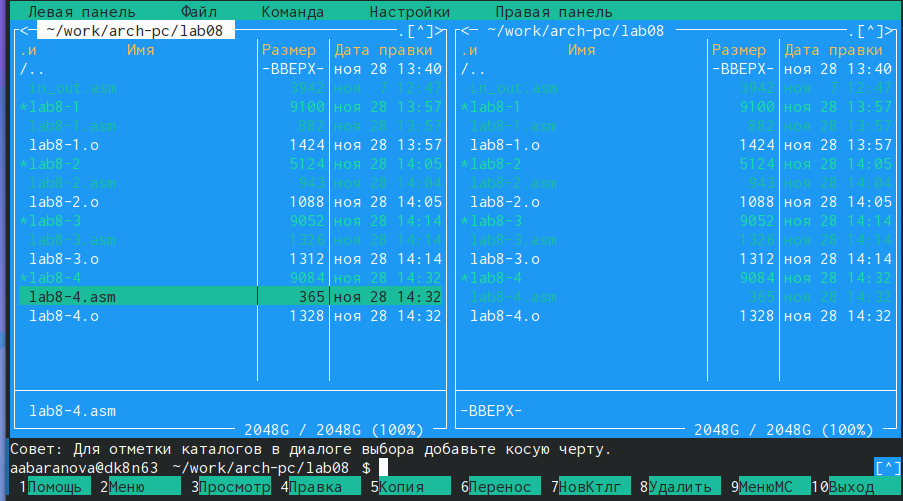 Левая панель Файл Команда Настройки Правая панель
<─ ~/work/arch-pc/lab08 ─.[^]> <─ ~/work/arch-pc/lab08 ─.[^]>
.и Имя Размер Дата правки .и Имя Размер Дата правки
/.. -ВВЕРХ- ноя 28 13:40 /.. -ВВЕРХ- ноя 28 13:40
in_out.asm 3942 ноя 7 12:47 in_out.asm 3942 ноя 7 12:47
*lab8-1 9100 ноя 28 13:57 *lab8-1 9100 ноя 28 13:57
lab8-1.asm 882 ноя 28 13:57 lab8-1.asm 882 ноя 28 13:57
lab8-1.o 1424 ноя 28 13:57 lab8-1.o 1424 ноя 28 13:57
*lab8-2 5124 ноя 28 14:05 *lab8-2 5124 ноя 28 14:05
lab8-2.asm 943 ноя 28 14:04 lab8-2.asm 943 ноя 28 14:04
lab8-2.o 1088 ноя 28 14:05 lab8-2.o 1088 ноя 28 14:05
*lab8-3 9052 ноя 28 14:14 *lab8-3 9052 ноя 28 14:14
lab8-3.asm 1326 ноя 28 14:14 lab8-3.asm 1326 ноя 28 14:14
lab8-3.o 1312 ноя 28 14:14 lab8-3.o 1312 ноя 28 14:14
*lab8-4 9084 ноя 28 14:32 *lab8-4 9084 ноя 28 14:32
lab8-4.asm 365 ноя 28 14:32 lab8-4.asm 365 ноя 28 14:32
lab8-4.o 1328 ноя 28 14:32 lab8-4.o 1328 ноя 28 14:32
lab8-4.asm -ВВЕРХ-
2048G / 2048G (100%) 2048G / 2048G (100%)
Совет: Для отметки каталогов в диалоге выбора добавьте косую черту.
aabaranova@dk8n63 ~/work/arch-pc/lab08 $ [^]
1Помощь 2Меню 3Просмотр 4Правка 5Копия 6Перенос 7НовКтлг 8Удалить 9МенюMC 10Выход